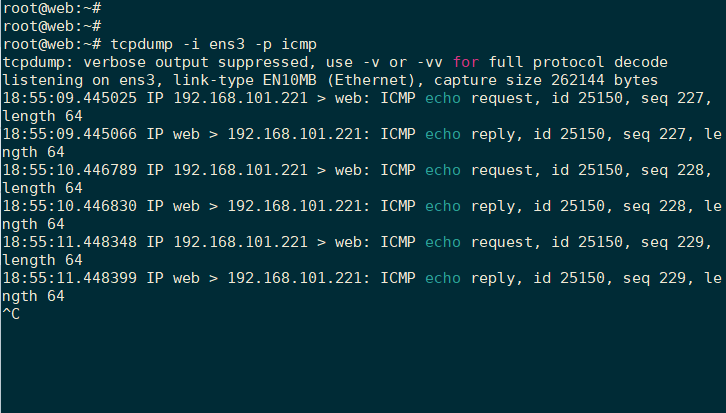 root@web:~#
root@web:~#
root@web:~# tcpdump -i ens3 -p icmp
tcpdump: verbose output suppressed, use -v or -vv for full protocol decode
listening on ens3, link-type EN10MB (Ethernet), capture size 262144 bytes
18:55:09.445025 IP 192.168.101.221 > web: ICMP echo request, id 25150, seq 227,
length 64
18:55:09.445066 IP web > 192.168.101.221: ICMP echo reply, id 25150, seq 227, le
ngth 64
18:55:10.446789 IP 192.168.101.221 > web: ICMP echo request, id 25150, seq 228,
length 64
18:55:10.446830 IP web > 192.168.101.221: ICMP echo reply, id 25150, seq 228, le
ngth 64
18:55:11.448348 IP 192.168.101.221 > web: ICMP echo request, id 25150, seq 229,
length 64
18:55:11.448399 IP web > 192.168.101.221: ICMP echo reply, id 25150, seq 229, le
ngth 64
^C